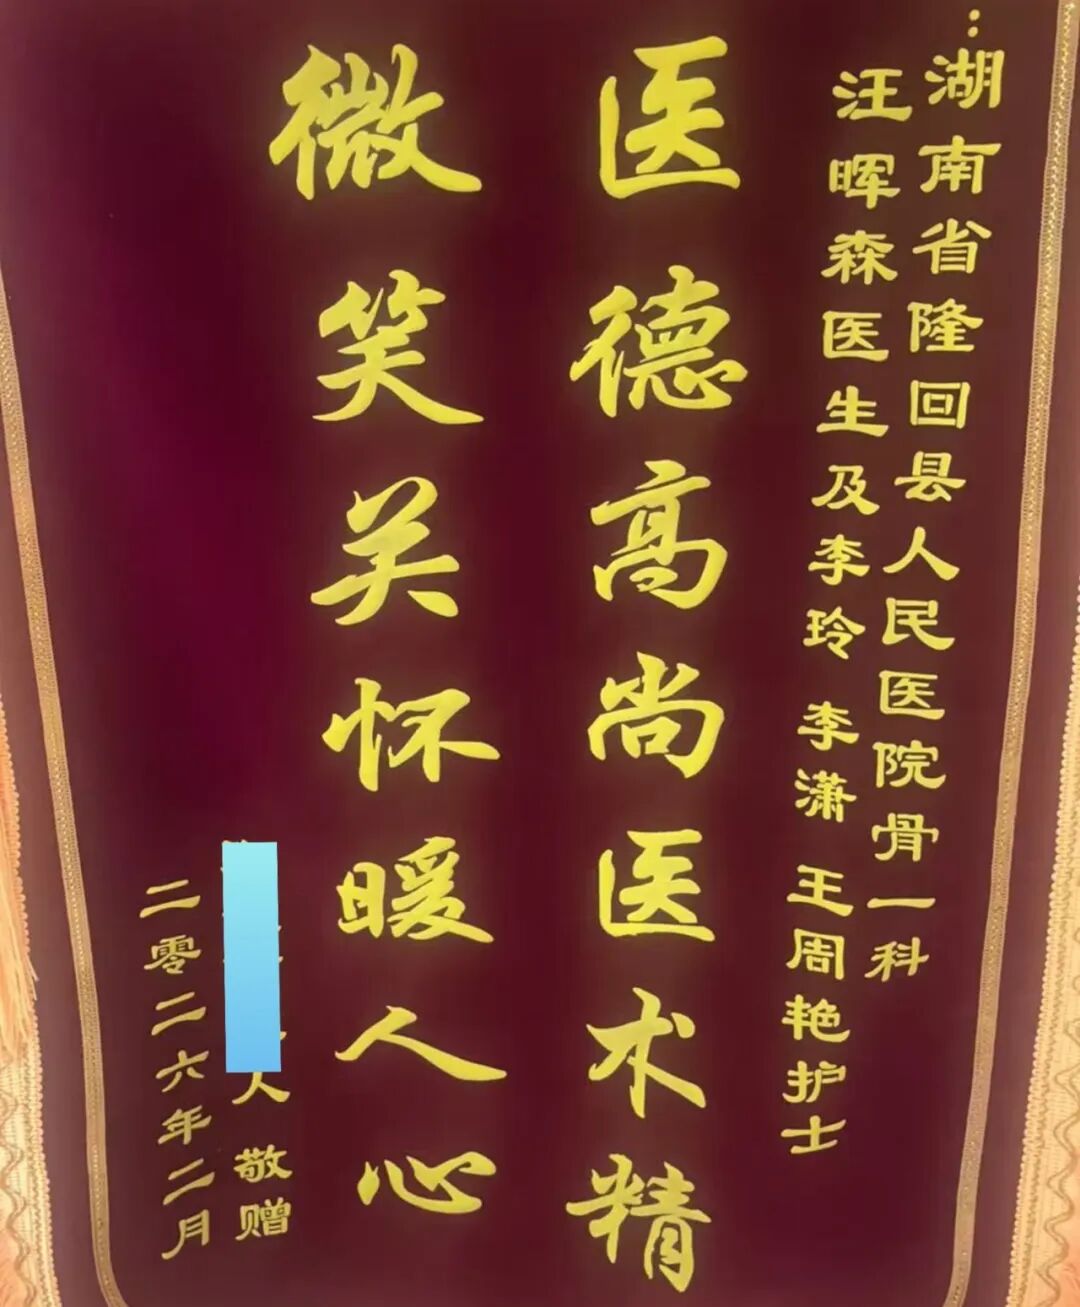 湖南省隆回县人民医院骨一科
汪晖森医生及李玲 李潇 王周艳护士：
医德高尚医术精
微笑关怀暖人心
人 敬赠
二零二六年二月